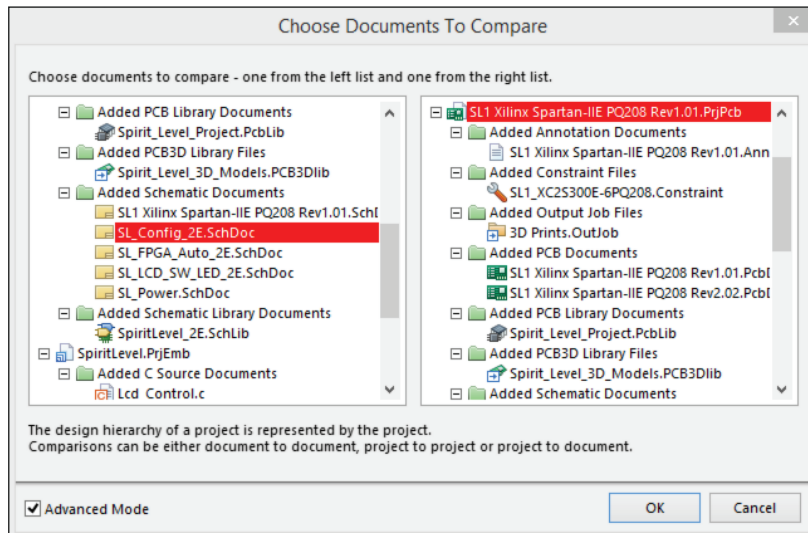 Choose Documents To Compare
Choose documents to compare - one from the left list and one from the right list.
Added PCB Library Documents
Spirit_Level_Project.PcbLib
Added PCB3D Library Files
Spirit_Level_3D_Models.PCB3Dlib
Added Schematic Documents
SL1 Xilinx Spartan-IIE PQ208 Rev1.01.Sch
SL_Config_2E.SchDoc
SL_FPGA_Auto_2E.SchDoc
SL_LCD_SW_LED_2E.SchDoc
SL_Power.SchDoc
Added Schematic Library Documents
SpiritLevel_2E.SchLib
SpiritLevel.PrjEmb
Added C Source Documents
Lcd_Control.c
SL1 Xilinx Spartan-IIE PQ208 Rev1.01.PrjPcb
Added Annotation Documents
SL1 Xilinx Spartan-IIE PQ208 Rev1.01.Ann
Added Constraint Files
SL1_XC2S300E-6PQ208.Constraint
Added Output Job Files
3D Prints.OutJob
Added PCB Documents
SL1 Xilinx Spartan-IIE PQ208 Rev1.01.Pcb
SL1 Xilinx Spartan-IIE PQ208 Rev2.02.Pcb
Added PCB Library Documents
Spirit_Level_Project.PcbLib
Added PCB3D Library Files
Spirit_Level_3D_Models.PCB3Dlib
Added Schematic Documents
The design hierarchy of a project is represented by the project.
Comparisons can be either document to document, project to project or project to document.
Advanced Mode
OK
Cancel